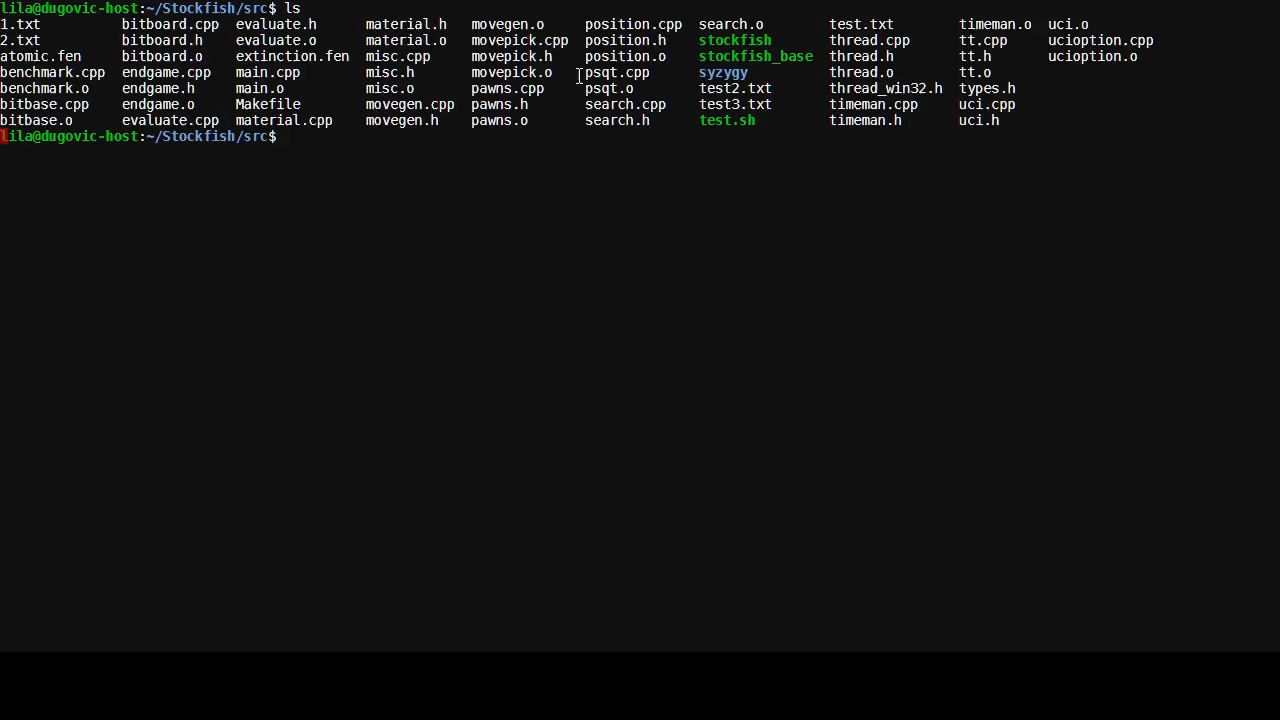 lila@dugovic-host:~/Stockfish/src$ ls
1.txt bitboard.cpp evaluate.h material.h movegen.o position.cpp search.o test.txt timeman.o uci.o
2.txt bitboard.h evaluate.o material.o movepick.cpp position.h stockfish thread.cpp tt.cpp ucioption.cpp
atomic.fen bitboard.o extinction.fen misc.cpp movepick.h position.o stockfish_base thread.h tt.h ucioption.o
benchmark.cpp endgame.cpp main.cpp misc.h movepick.o psqt.cpp syzygy thread.o tt.o
benchmark.o endgame.h main.o misc.o pawns.cpp psqt.o test2.txt thread_win32.h types.h
bitbase.cpp endgame.o Makefile movegen.cpp pawns.h search.cpp test3.txt timeman.cpp uci.cpp
bitbase.o evaluate.cpp material.cpp movegen.h pawns.o search.h test.sh timeman.h uci.h
lila@dugovic-host:~/Stockfish/src$